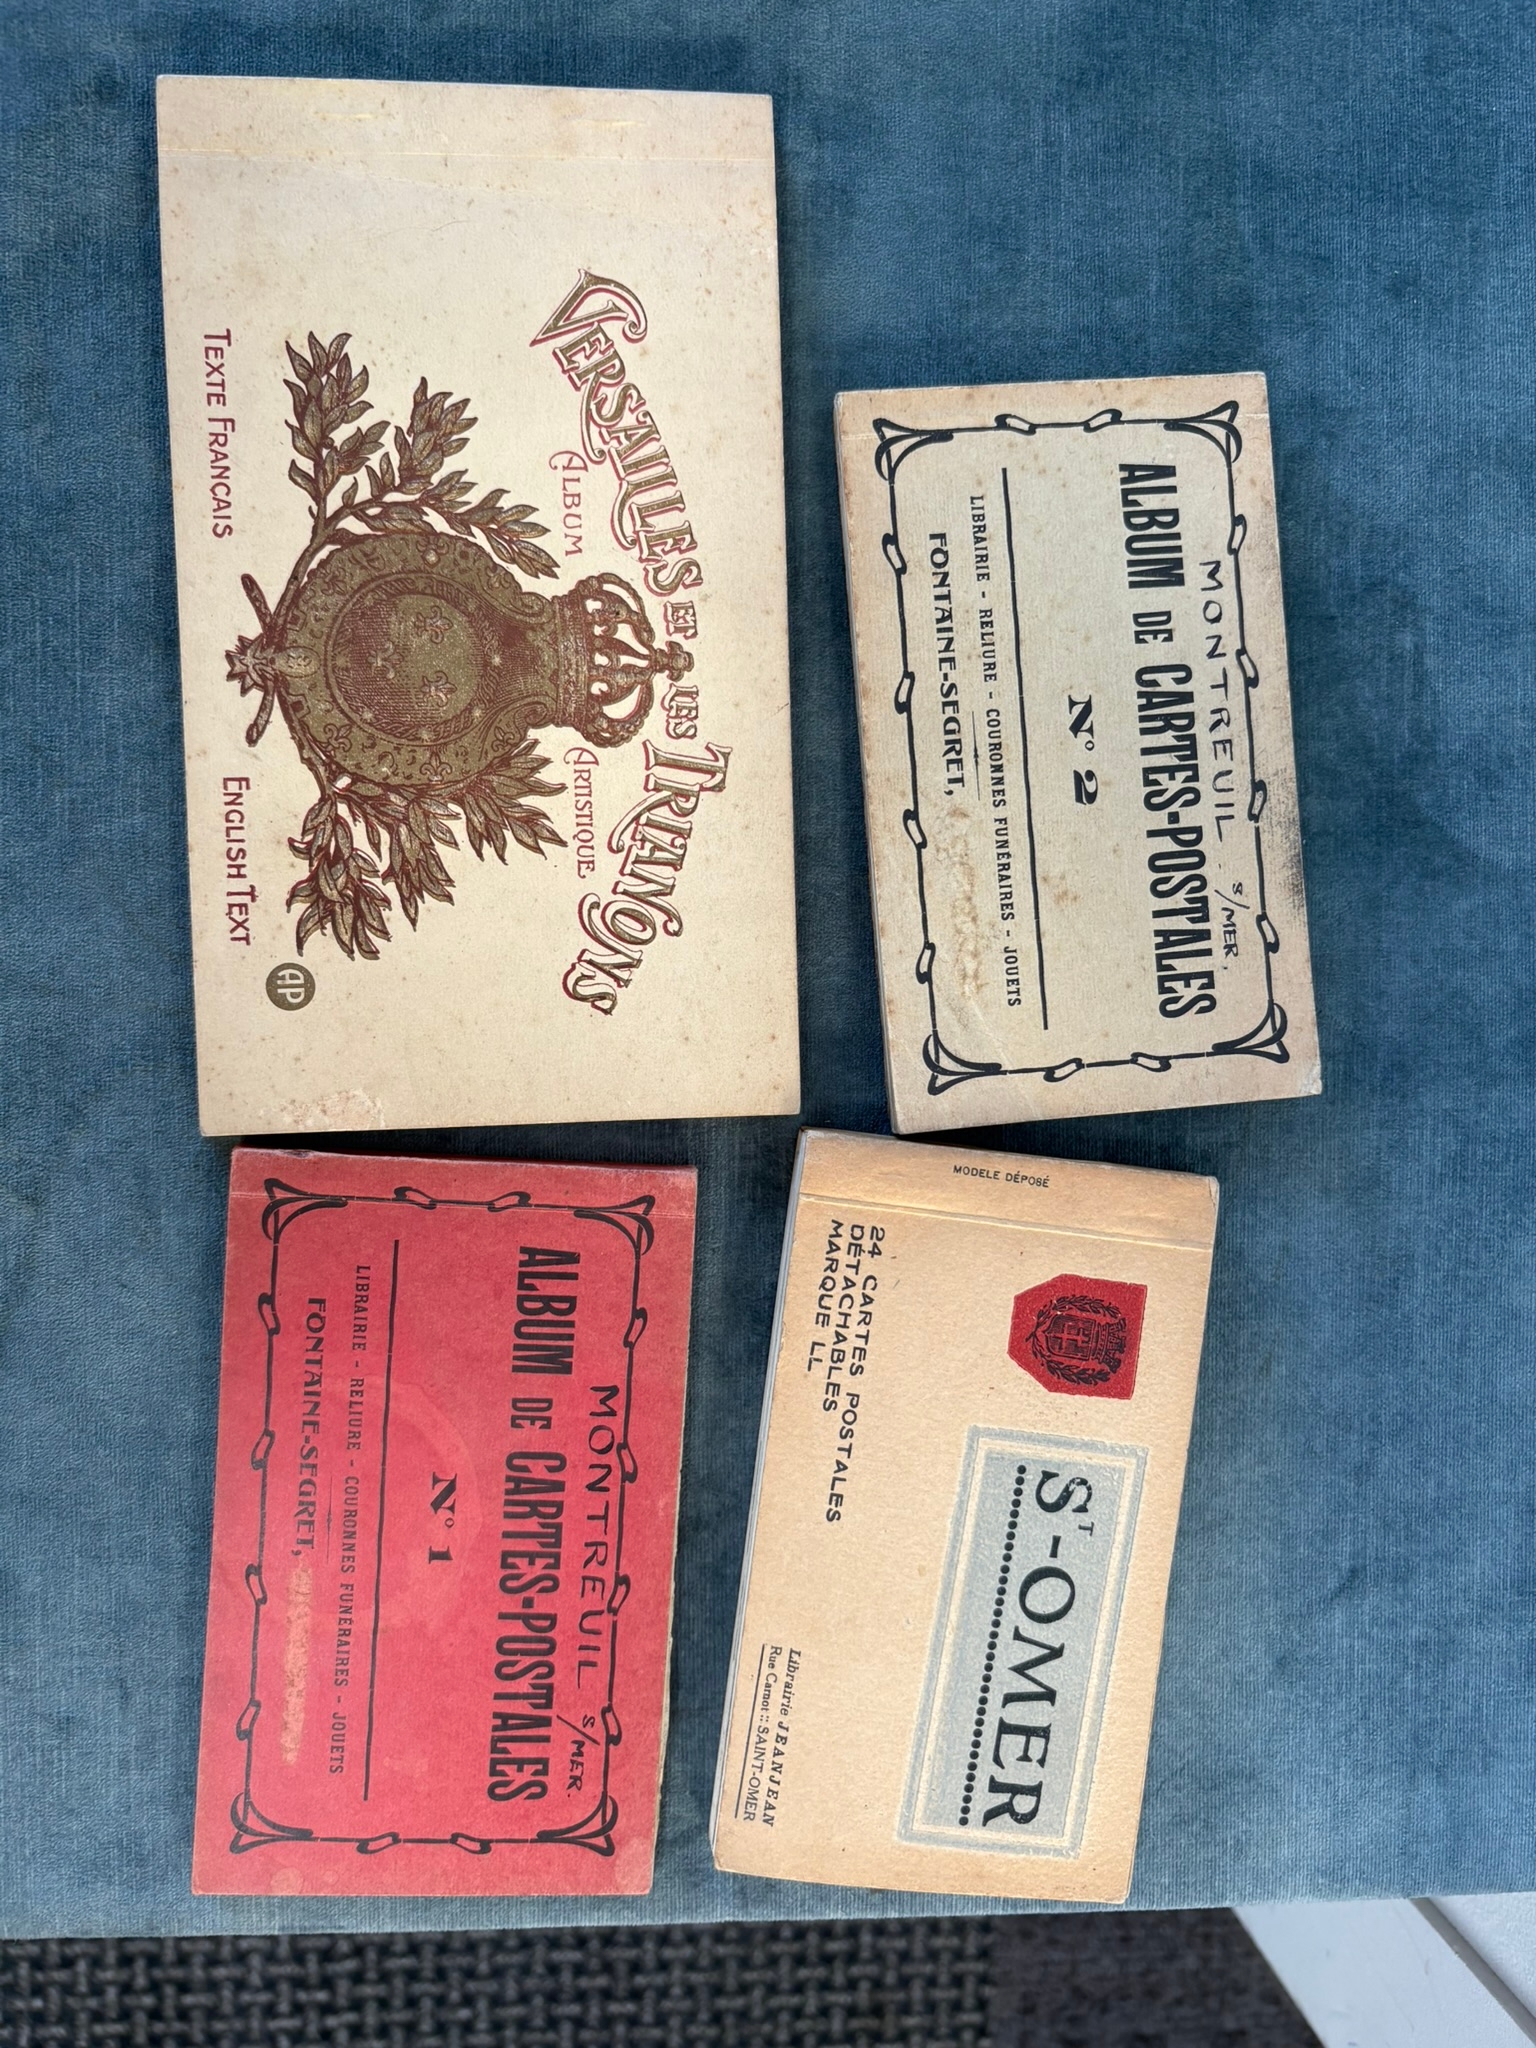 VERSAILLES ET LES TRIANONS
ALBUM ARTISTIQUE
TEXTE FRANÇAIS
ENGLISH TEXT
AP
MONTREUIL s/MER,
ALBUM DE CARTES-POSTALES
N° 2
LIBRAIRIE - RELIURE - COURONNES FUNÉRAIRES - JOUETS
FONTAINE-SEGRET,
MONTREUIL s/MER.
ALBUM DE CARTES-POSTALES
N° 1
LIBRAIRIE - RELIURE - COURONNES FUNÉRAIRES - JOUETS
FONTAINE-SEGRET,
MODELE DÉPOSÉ
ST-OMER
24 CARTES POSTALES
DÉTACHABLES
MARQUE LL
Librairie JEANJEAN
Rue Carnot :: SAINT-OMER